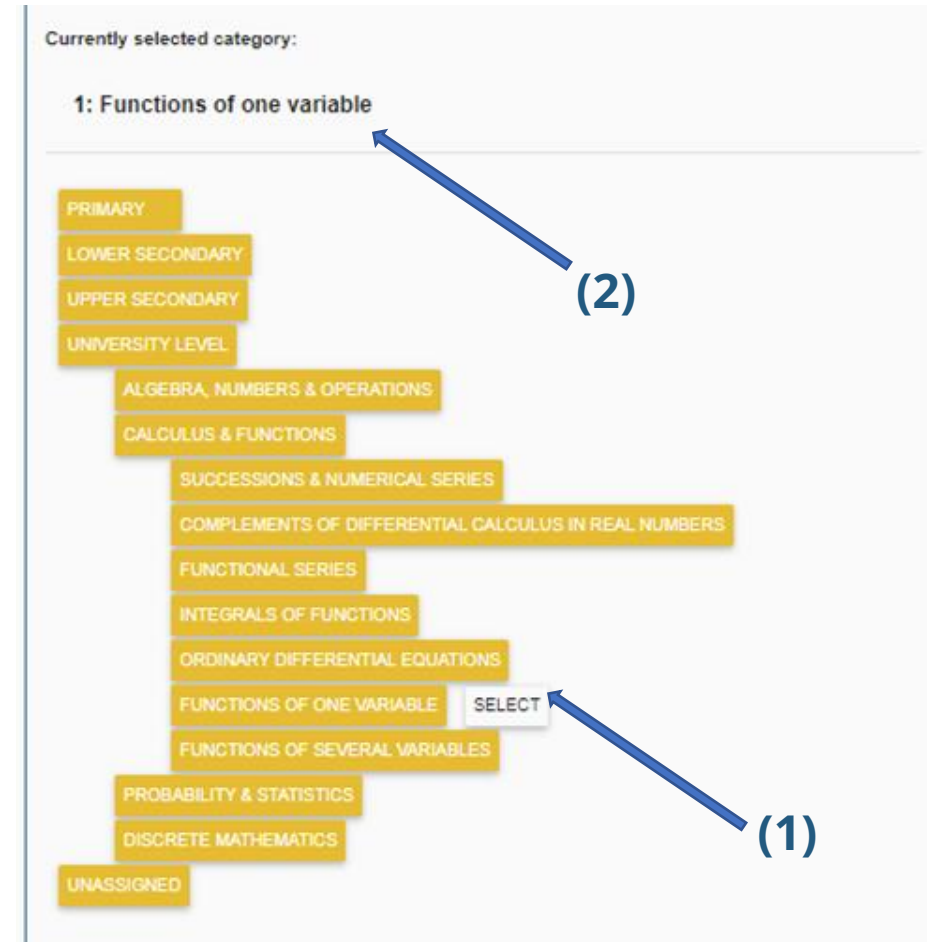 Currently selected category:
1: Functions of one variable
PRIMARY
LOWER SECONDARY
(2)
UPPER SECONDARY
UNIVERSITY LEVEL
ALGEBRA, NUMBERS & OPERATIONS
CALCULUS & FUNCTIONS
SUCCESSIONS & NUMERICAL SERIES
COMPLEMENTS OF DIFFERENTIAL CALCULUS IN REAL NUMBERS
FUNCTIONAL SERIES
INTEGRALS OF FUNCTIONS
ORDINARY DIFFERENTIAL EQUATIONS
FUNCTIONS OF ONE VARIABLE SELECT
FUNCTIONS OF SEVERAL VARIABLES
PROBABILITY & STATISTICS
(1)
DISCRETE MATHEMATICS
UNASSIGNED